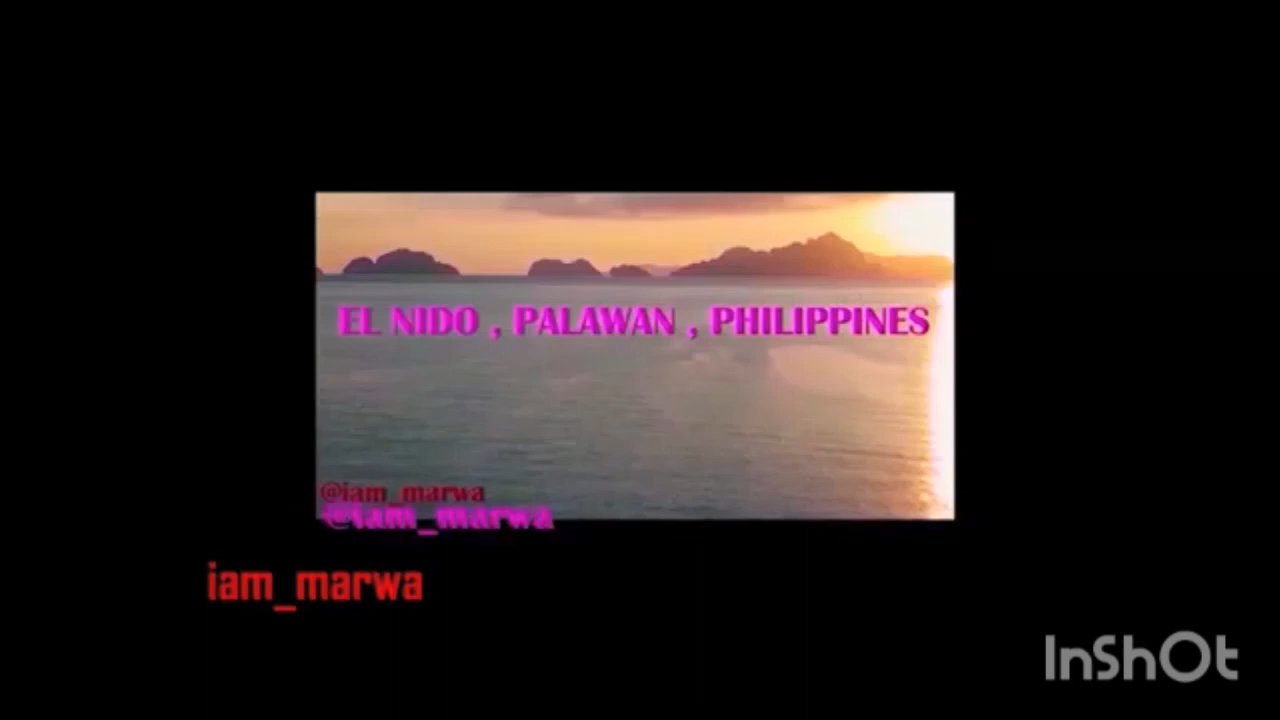 EL NIDO , PALAWAN , PHILIPPINES
@iam_marwa
@iam_marwa
iam_marwa
InShOt